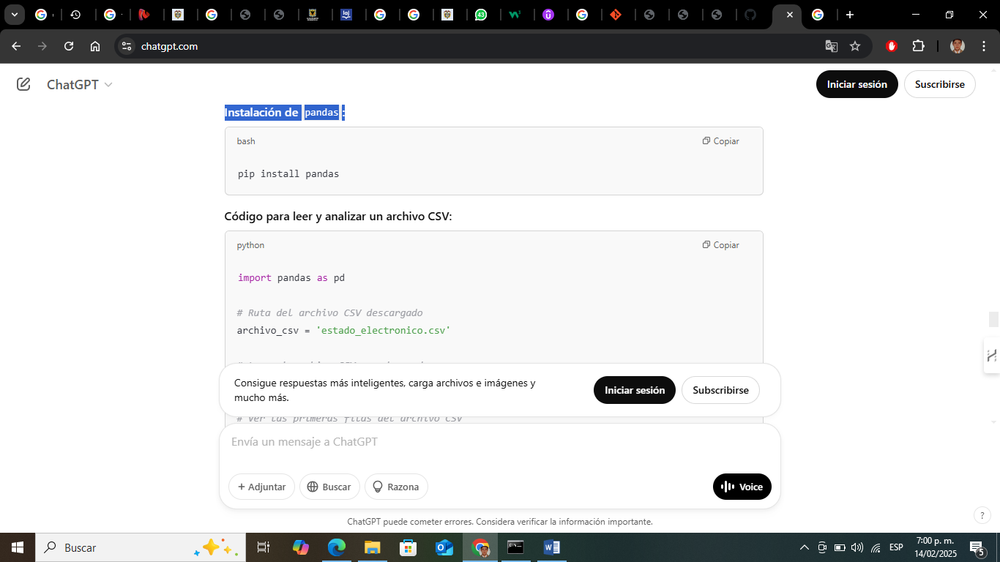 43
chatgpt.com
ChatGPT
Iniciar sesión
Suscribirse
Instalación de pandas :
bash
Copiar
pip install pandas
Código para leer y analizar un archivo CSV:
python
Copiar
import pandas as pd
# Ruta del archivo CSV descargado
archivo_csv = 'estado_electronico.csv'
Consigue respuestas más inteligentes, carga archivos e imágenes y
mucho más.
Iniciar sesión
Subscribirse
# Ver las primeras filas del archivo CSV
Envía un mensaje a ChatGPT
+ Adjuntar
Buscar
Razona
Voice
ChatGPT puede cometer errores. Considera verificar la información importante.
?
Buscar
ESP
7:00 p. m.
14/02/2025
5